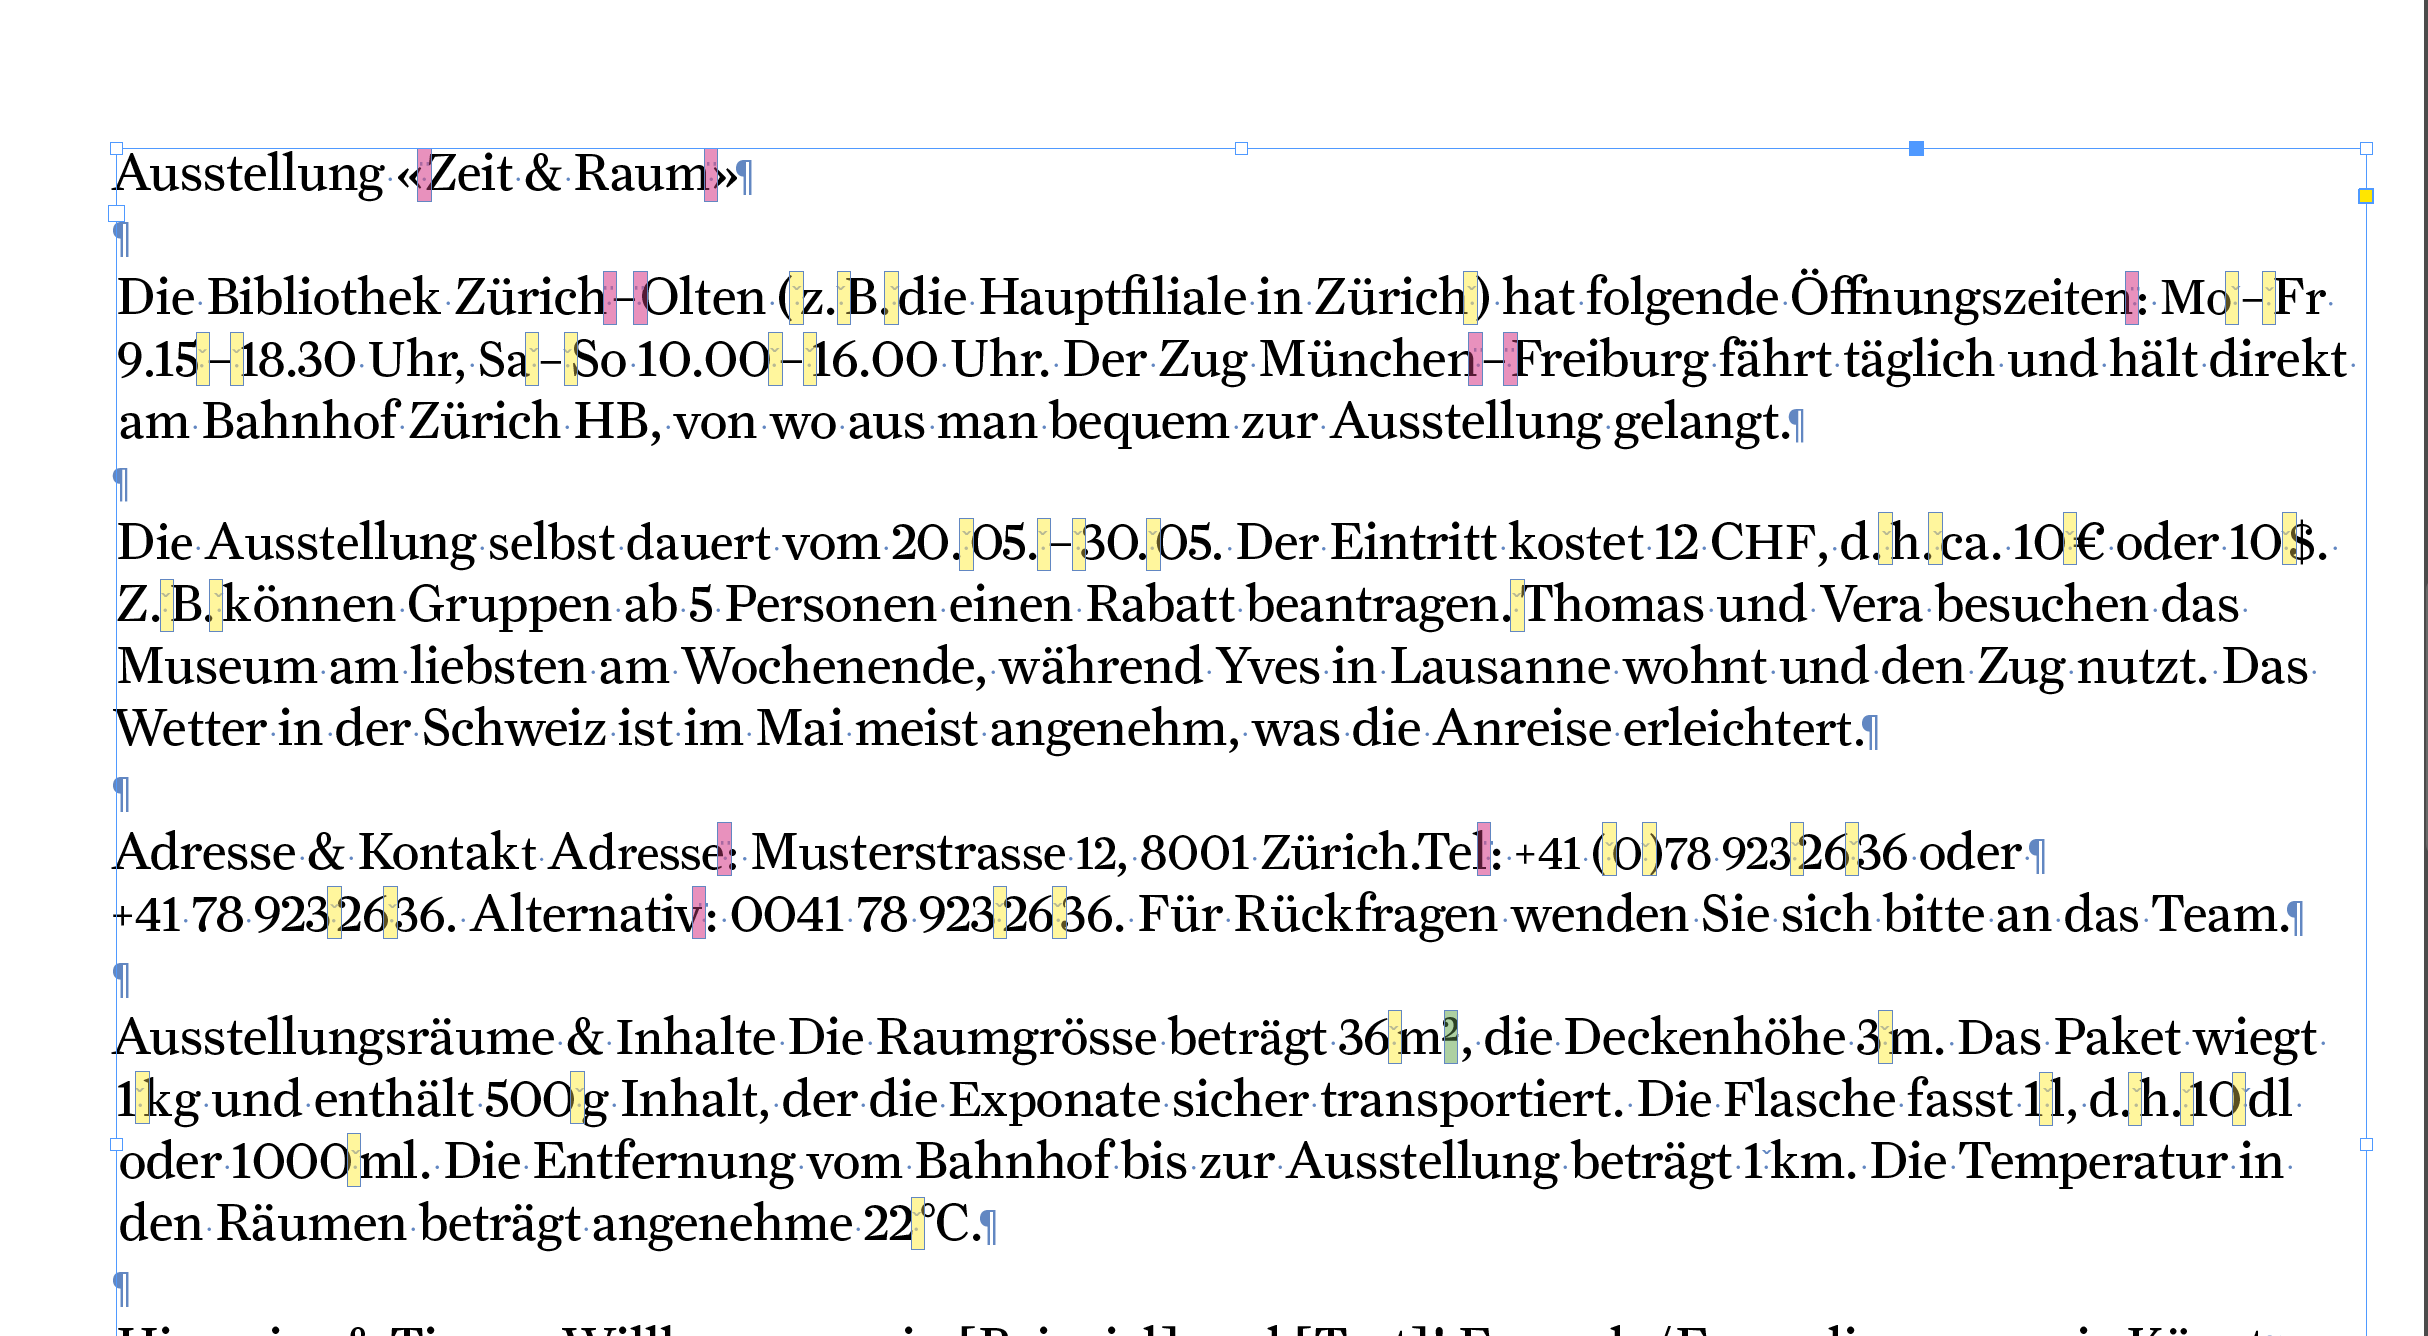 Ausstellung «Zeit & Raum»¶
¶
Die Bibliothek Zürich – Olten ( z. B. die Hauptfiliale in Zürich ) hat folgende Öffnungszeiten : Mo – Fr
9.15 – 18.30 Uhr, Sa – So 10.00 – 16.00 Uhr. Der Zug München – Freiburg fährt täglich und hält direkt
am Bahnhof Zürich HB, von wo aus man bequem zur Ausstellung gelangt.¶
¶
Die Ausstellung selbst dauert vom 20. 05. – 30. 05. Der Eintritt kostet 12 CHF, d. h. ca. 10 € oder 10 $.
Z. B. können Gruppen ab 5 Personen einen Rabatt beantragen. Thomas und Vera besuchen das
Museum am liebsten am Wochenende, während Yves in Lausanne wohnt und den Zug nutzt. Das
Wetter in der Schweiz ist im Mai meist angenehm, was die Anreise erleichtert.¶
¶
Adresse & Kontakt Adresse : Musterstrasse 12, 8001 Zürich.Tel : +41 ( 0 )78 923 26 36 oder ¶
+41 78 923 26 36. Alternativ : 0041 78 923 26 36. Für Rückfragen wenden Sie sich bitte an das Team.¶
¶
Ausstellungsräume & Inhalte Die Raumgrösse beträgt 36 m², die Deckenhöhe 3 m. Das Paket wiegt
1 kg und enthält 500 g Inhalt, der die Exponate sicher transportiert. Die Flasche fasst 1 l, d. h. 10 dl
oder 1000 ml. Die Entfernung vom Bahnhof bis zur Ausstellung beträgt 1 km. Die Temperatur in
den Räumen beträgt angenehme 22 °C.¶
¶